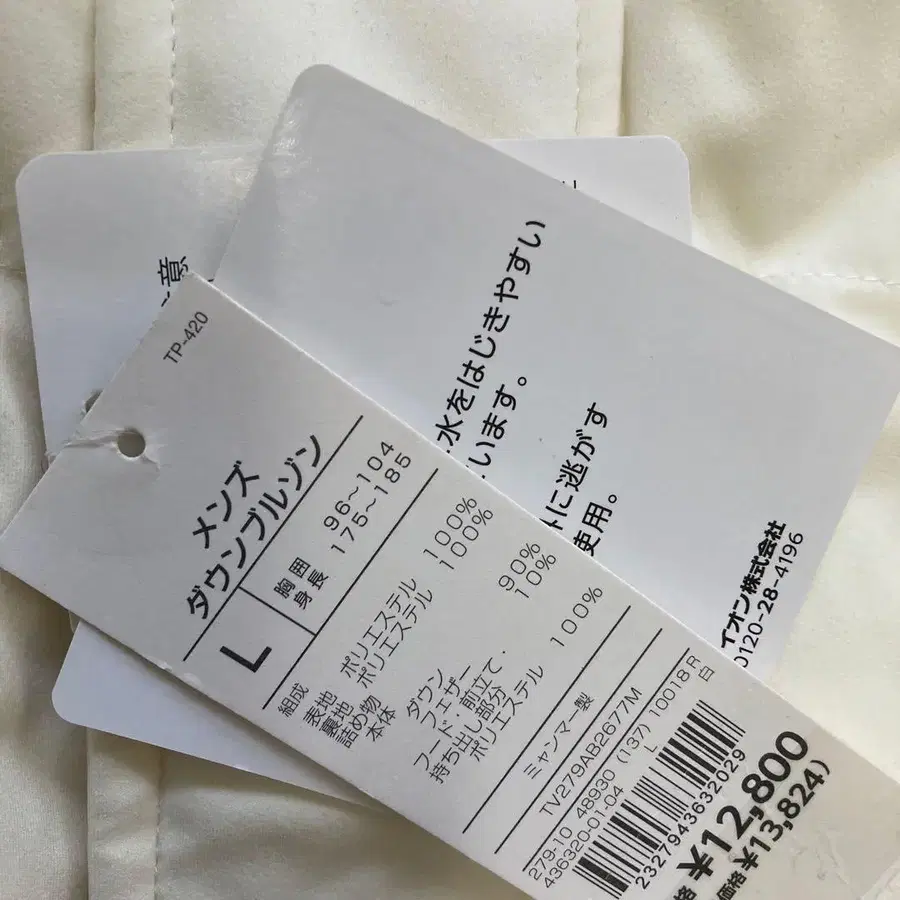 TP-420
メンズ
ダウンブルゾン
L
胸囲 96~104
身長 175~185
組成
表地 ポリエステル 100%
裏地 ポリエステル 100%
詰め物
本体 ダウン 90%
フェザー 10%
フード・前立て・
持ち出し部分
ポリエステル 100%
ミャンマー製
TV279AB2677M
279-10 48930 (137) 10018 R
436320-01-04 L 白
2327943632029
価格 ¥12,800
価格 ¥13,824)
意
水をはじきやすい
います。
に逃がす
使用。
イオン株式会社
0120-28-4196